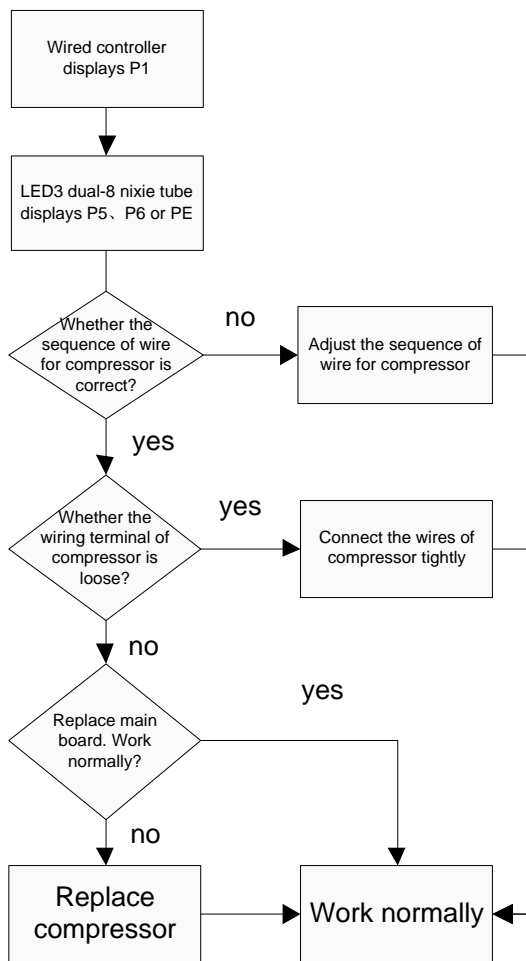 Wired controller
displays P1
LED3 dual-8 nixie tube
displays P5、P6 or PE
Whether the
sequence of wire
for compressor is
correct?
no
Adjust the sequence of
wire for compressor
yes
Whether the
wiring terminal of
compressor is
loose?
yes
Connect the wires of
compressor tightly
no
Replace main
board. Work
normally?
yes
no
Replace
compressor
Work normally